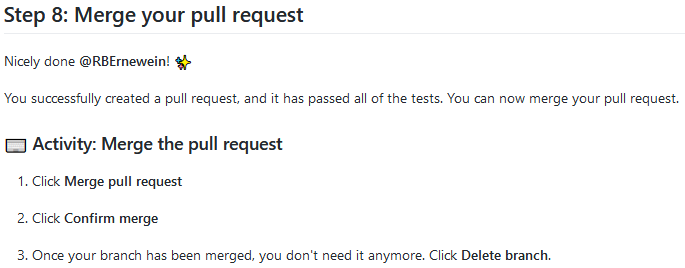 Step 8: Merge your pull request
Nicely done @RBErnewein! ✨
You successfully created a pull request, and it has passed all of the tests. You can now merge your pull request.
⌨️ Activity: Merge the pull request
1. Click Merge pull request
2. Click Confirm merge
3. Once your branch has been merged, you don't need it anymore. Click Delete branch.